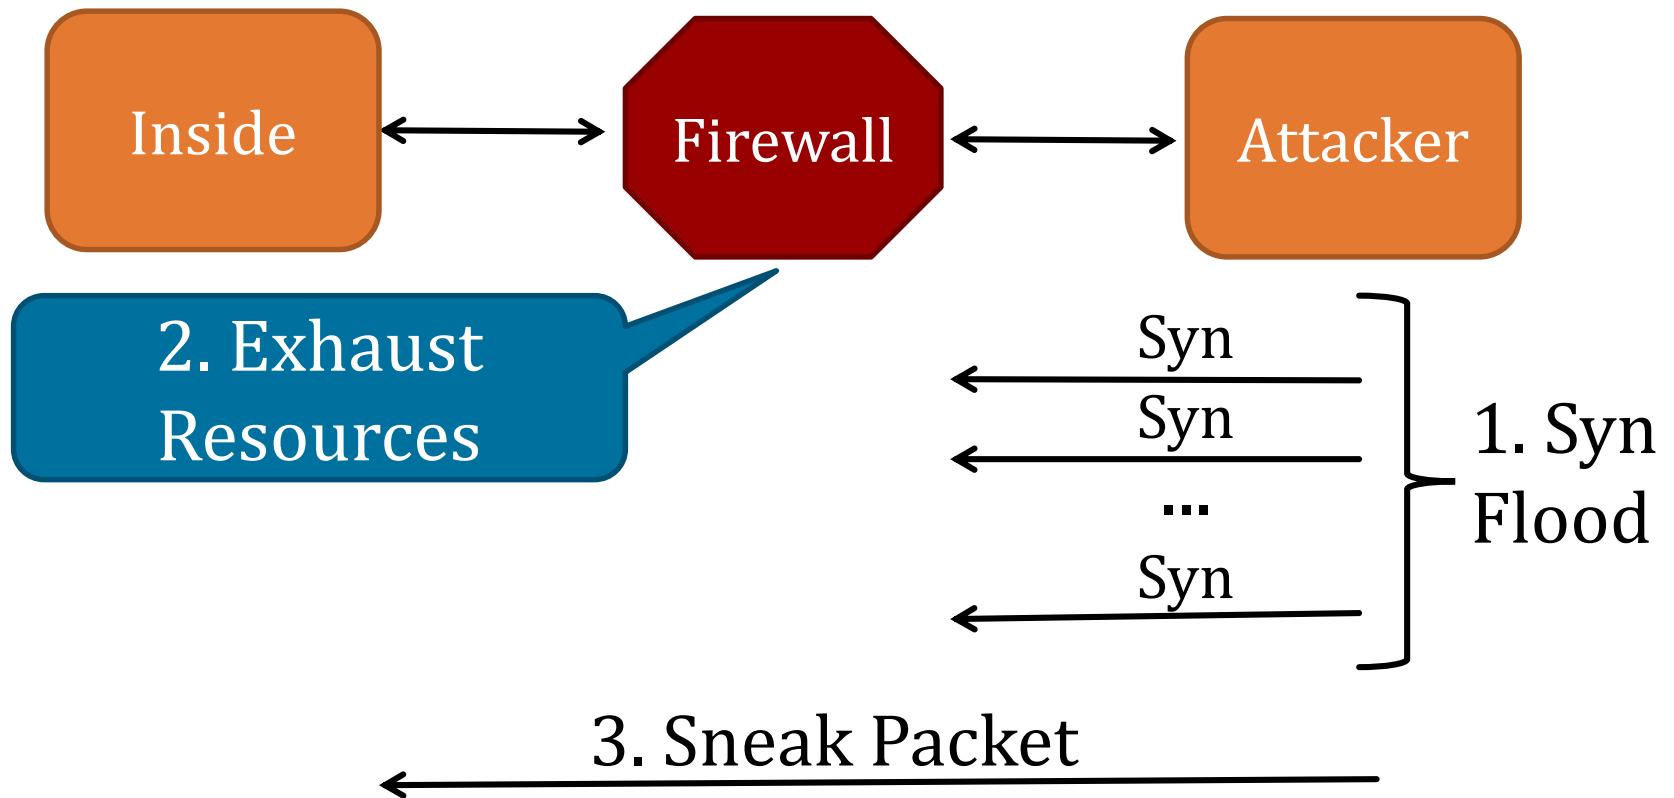 Inside
Firewall
Attacker
2. Exhaust
Resources
Syn
Syn
...
Syn
1. Syn
Flood
3. Sneak Packet